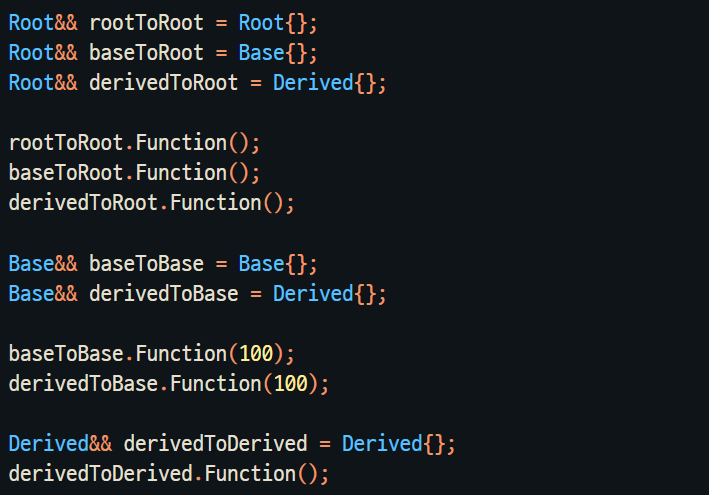 Root&& rootToRoot = Root{};
Root&& baseToRoot = Base{};
Root&& derivedToRoot = Derived{};
rootToRoot.Function();
baseToRoot.Function();
derivedToRoot.Function();
Base&& baseToBase = Base{};
Base&& derivedToBase = Derived{};
baseToBase.Function(100);
derivedToBase.Function(100);
Derived&& derivedToDerived = Derived{};
derivedToDerived.Function();